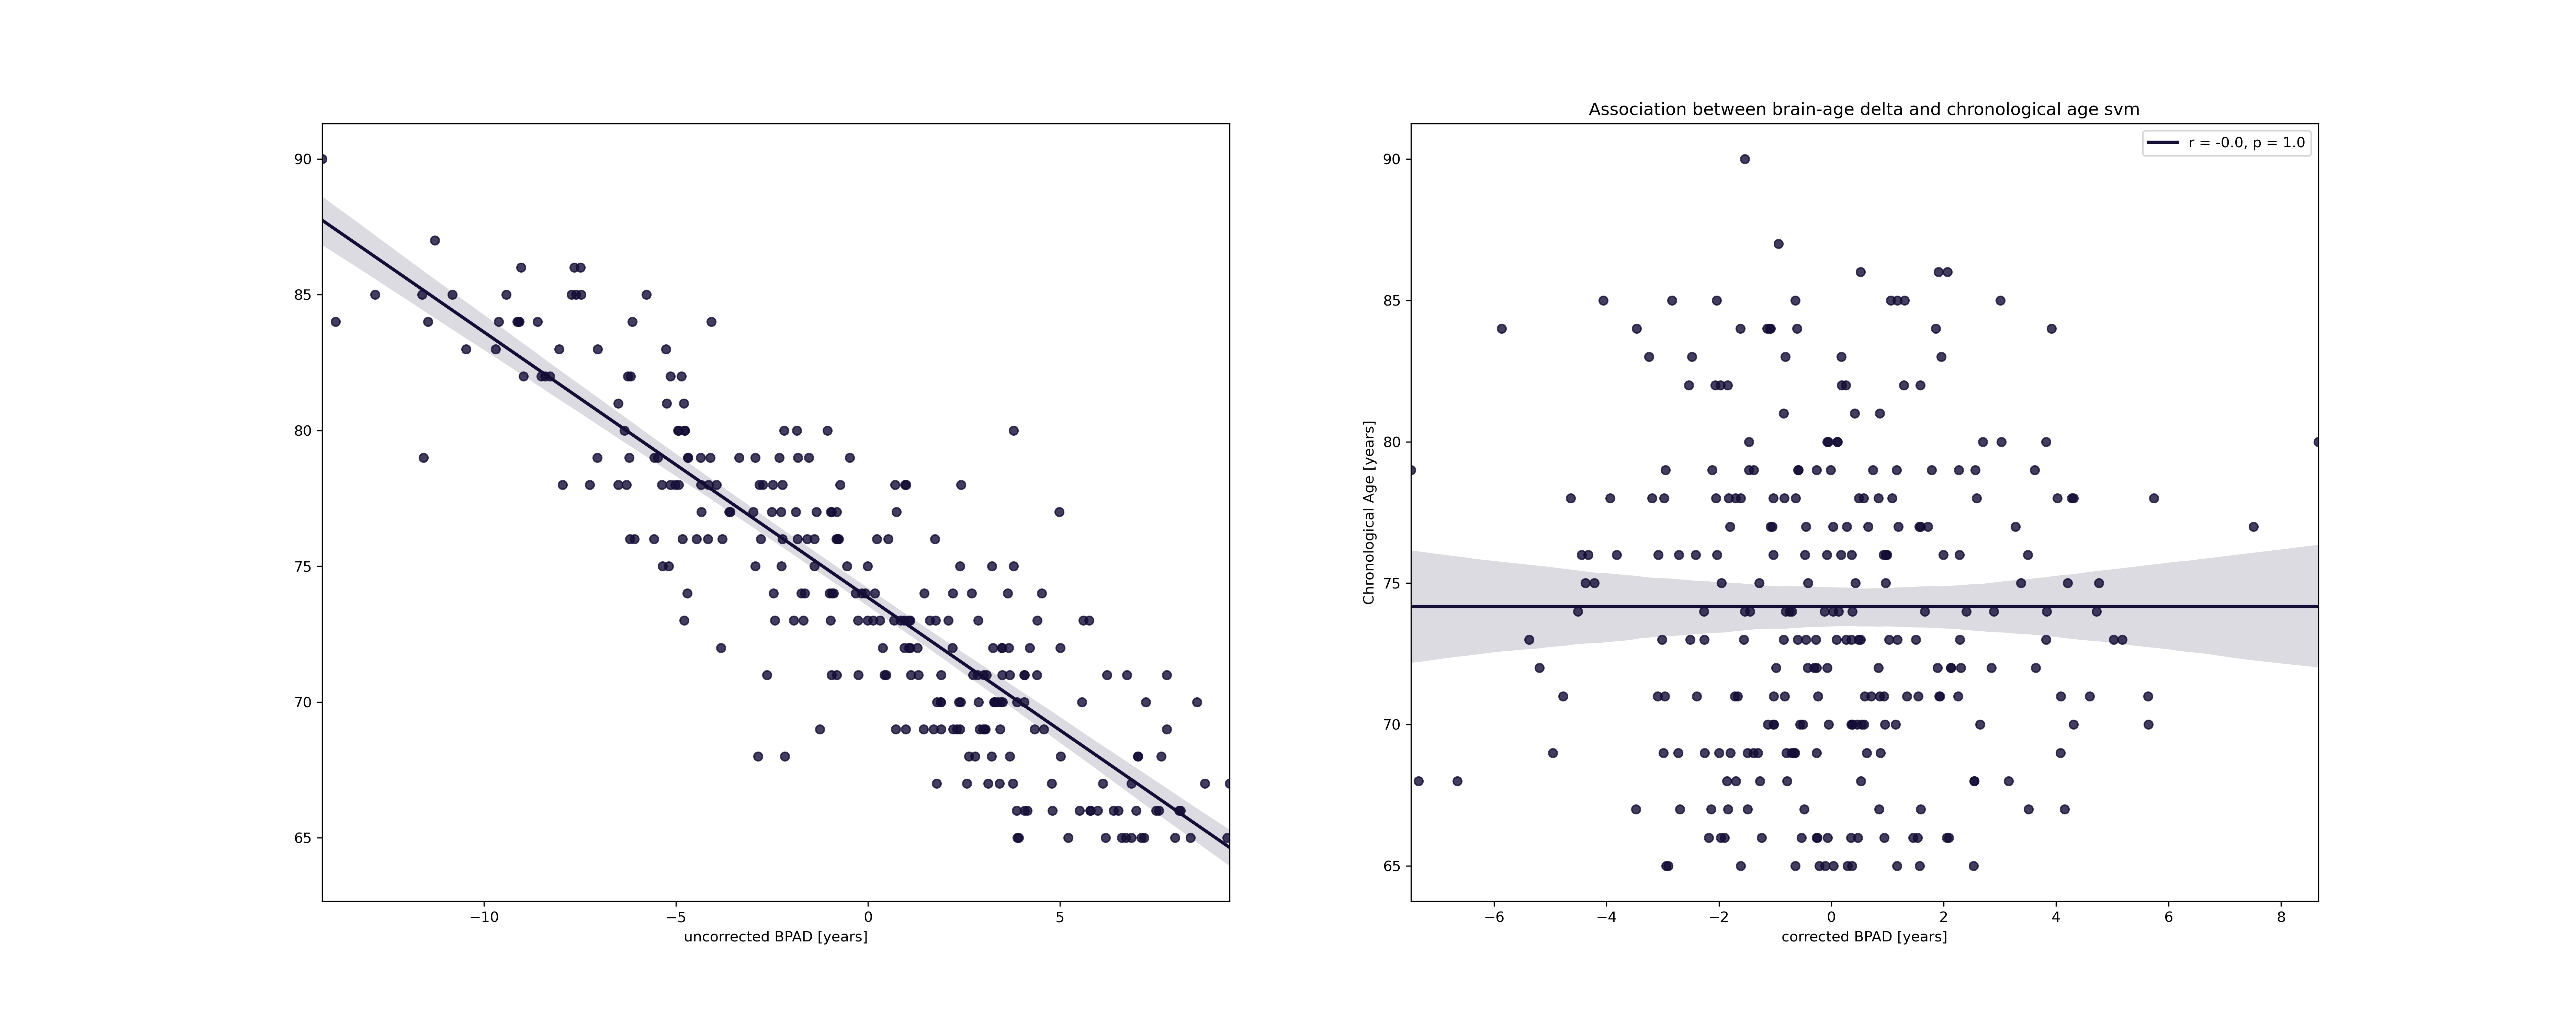 90
85
80
75
70
65
−10 −5 0 5
uncorrected BPAD [years]
Association between brain-age delta and chronological age svm
r = -0.0, p = 1.0
Chronological Age [years]
90
85
80
75
70
65
−6 −4 −2 0 2 4 6 8
corrected BPAD [years]